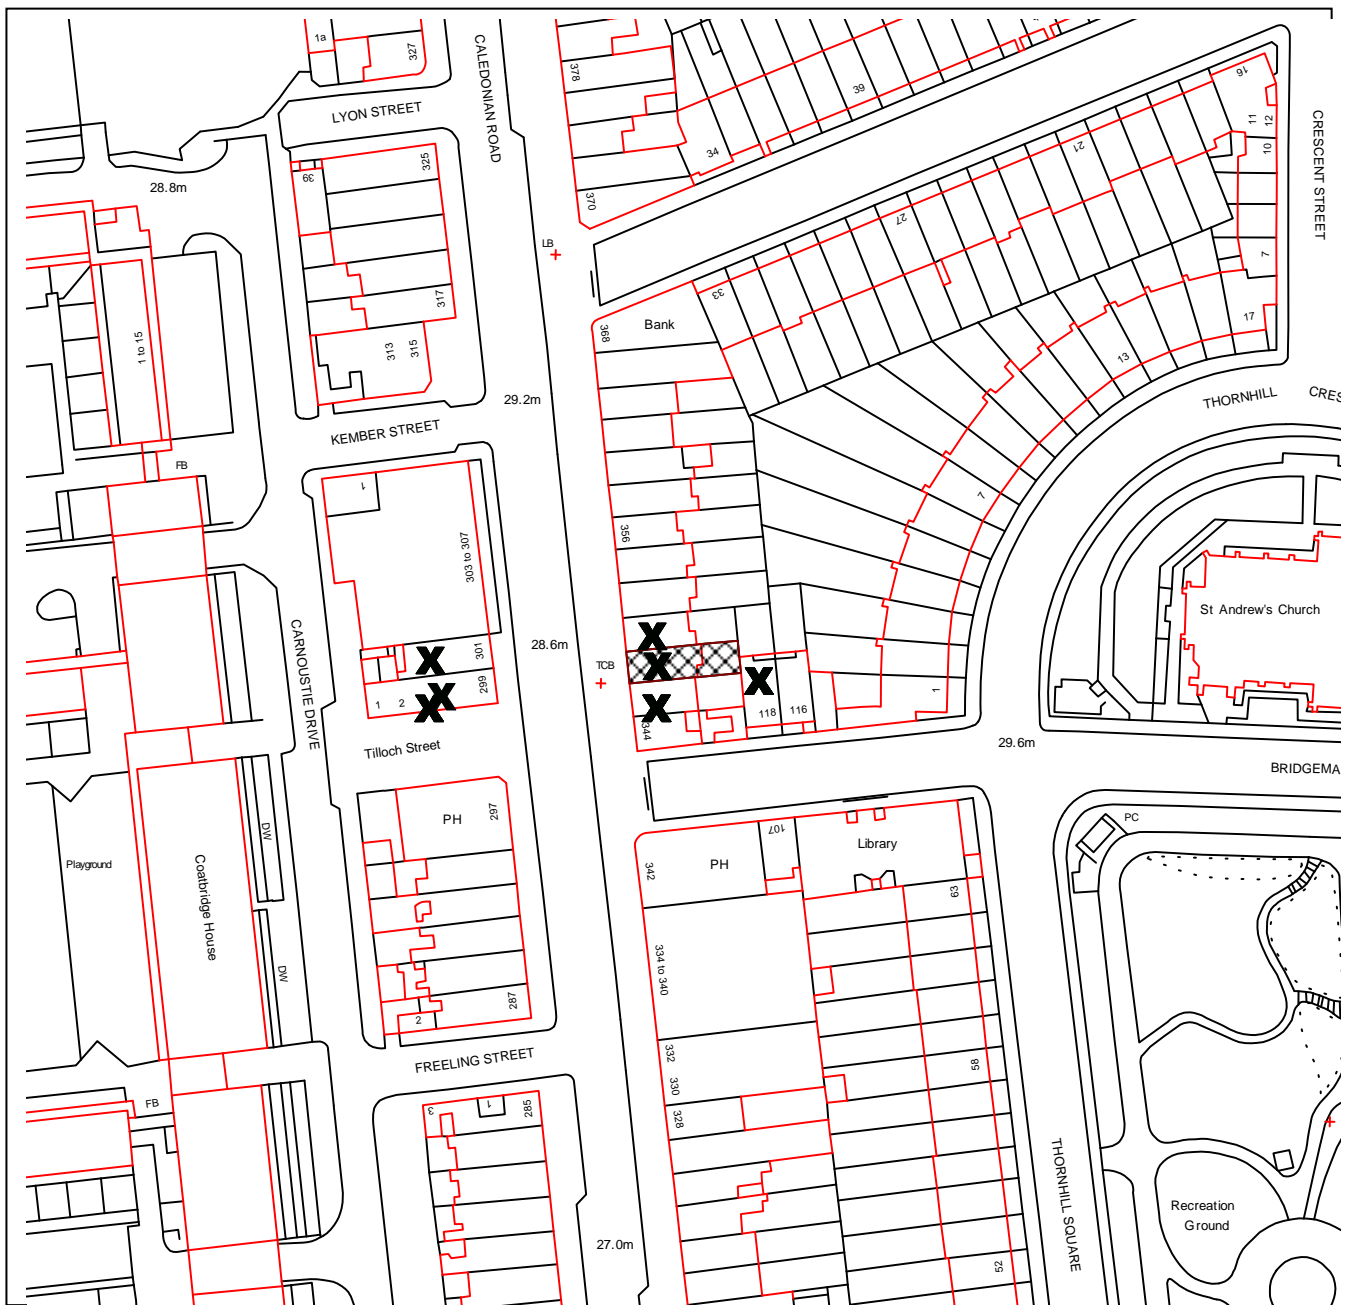 1a
327
CALEDONIAN ROAD
378
39
16
LYON STREET
34
11
12
10
CRESCENT STREET
21
325
39
28.8m
370
27
LB
7
317
33
17
Bank
368
1 to 15
313
315
13
29.2m
THORNHILL
CRES
KEMBER STREET
FB
1
7
356
303 to 307
St Andrew's Church
CARNOUSTIE DRIVE
X
28.6m
301
X
X
TCB
X
299
X
X
1
2
X
X
1
118
116
344
Tilloch Street
29.6m
BRIDGEMA
PH
297
PC
DW
107
Library
Playground
Coatbridge House
342
PH
63
334 to 340
DW
287
2
332
FREELING STREET
58
330
FB
3
1
285
328
THORNHILL SQUARE
Recreation
Ground
27.0m
52